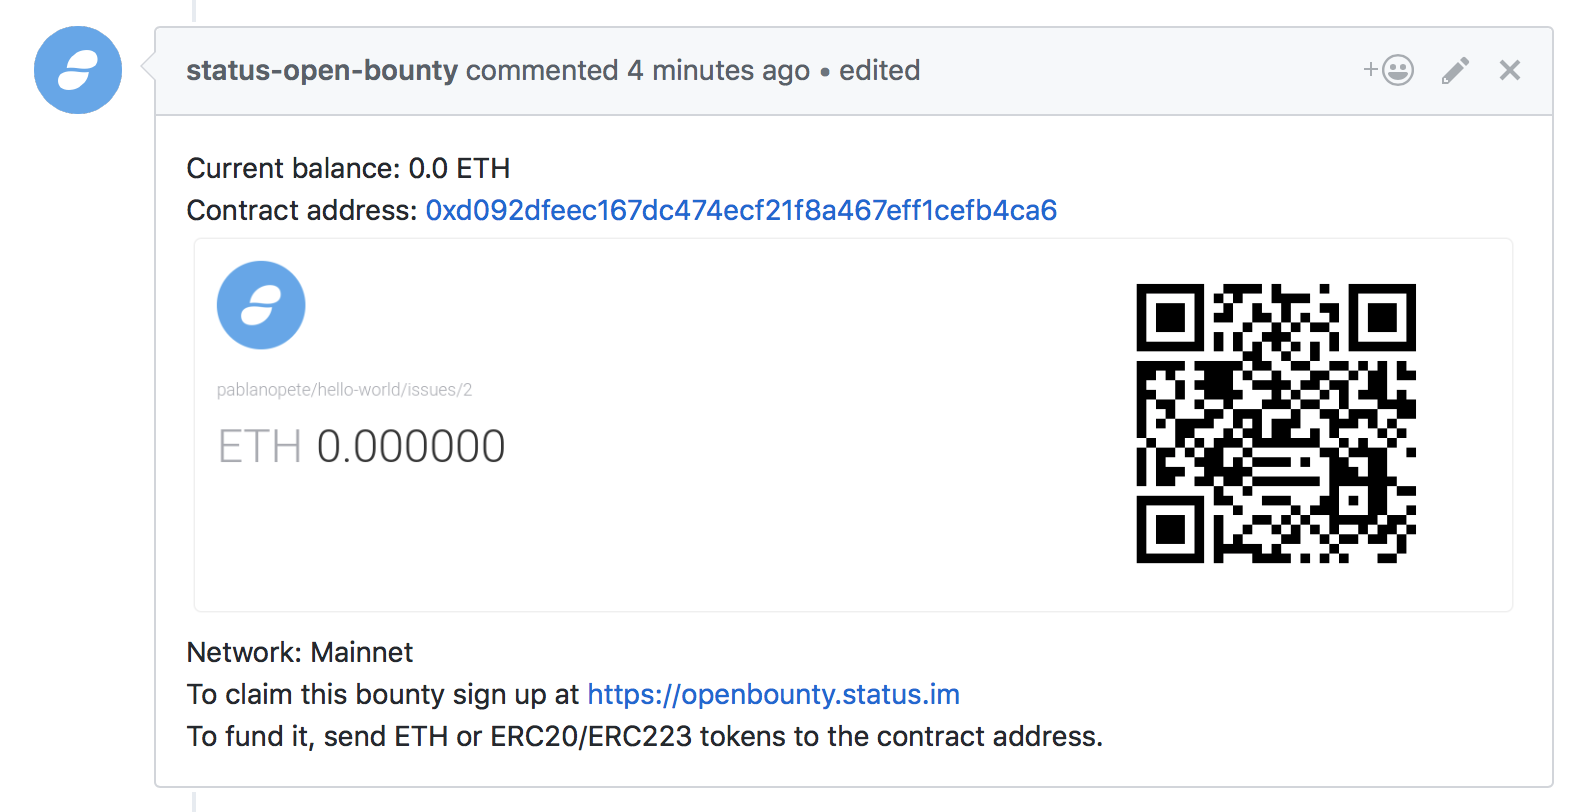 status-open-bounty commented 4 minutes ago • edited
Current balance: 0.0 ETH
Contract address: 0xd092dfeec167dc474ecf21f8a467eff1cefb4ca6
pablanopete/hello-world/issues/2
ETH 0.000000
Network: Mainnet
To claim this bounty sign up at https://openbounty.status.im
To fund it, send ETH or ERC20/ERC223 tokens to the contract address.